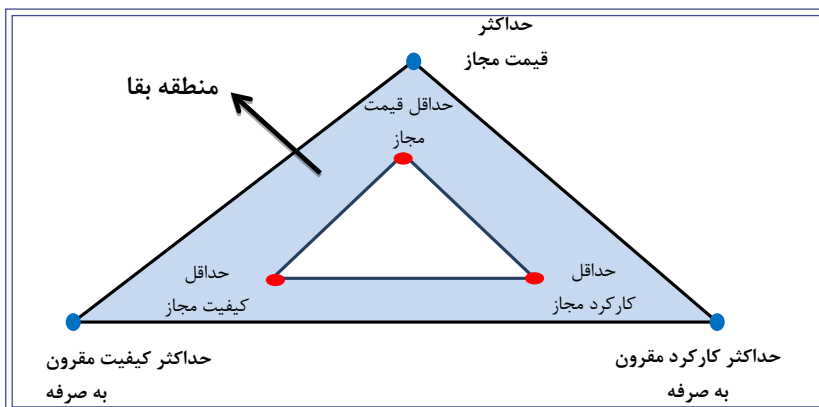 حداکثر
قیمت مجاز
منطقه بقا
حداقل قیمت
مجاز
حداقل
کیفیت مجاز
حداقل
کارکرد مجاز
حداکثر کیفیت مقرون
به صرفه
حداکثر کارکرد مقرون
به صرفه